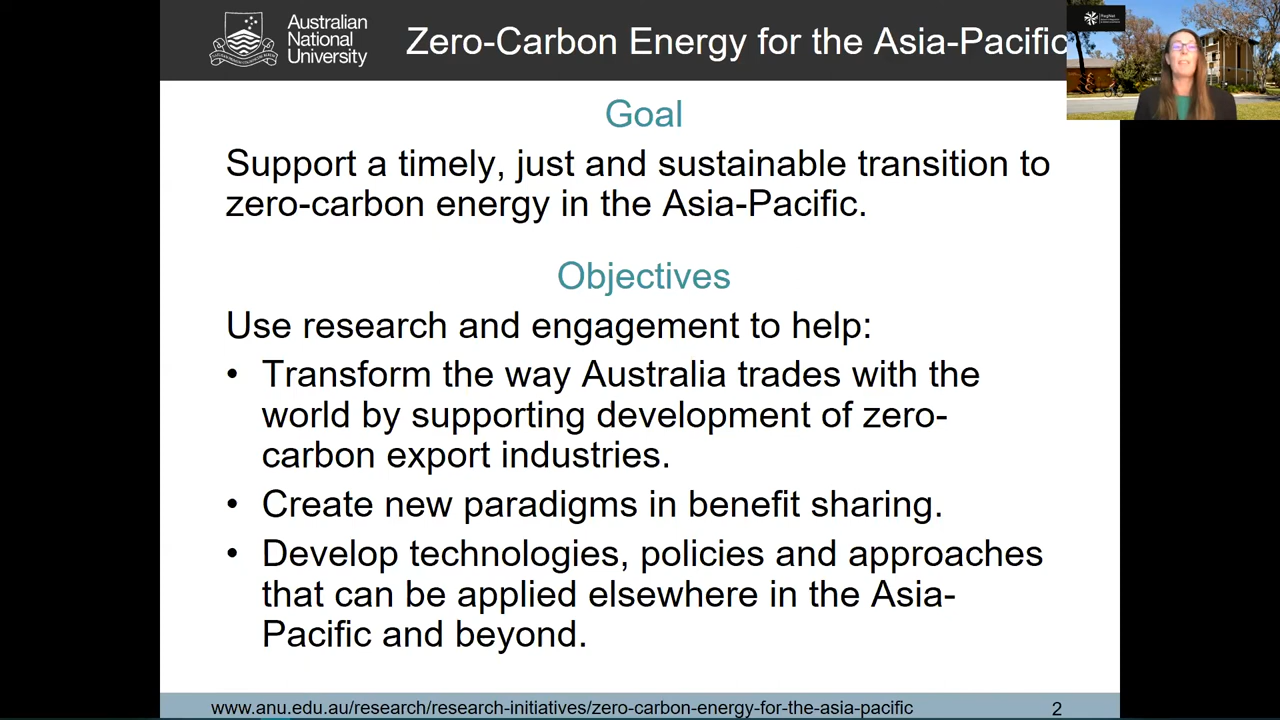 Australian
National
University
Zero-Carbon Energy for the Asia-Pacific
Goal
Support a timely, just and sustainable transition to
zero-carbon energy in the Asia-Pacific.
Objectives
Use research and engagement to help:
• Transform the way Australia trades with the
world by supporting development of zero-
carbon export industries.
• Create new paradigms in benefit sharing.
• Develop technologies, policies and approaches
that can be applied elsewhere in the Asia-
Pacific and beyond.
www.anu.edu.au/research/research-initiatives/zero-carbon-energy-for-the-asia-pacific
2
RegNet